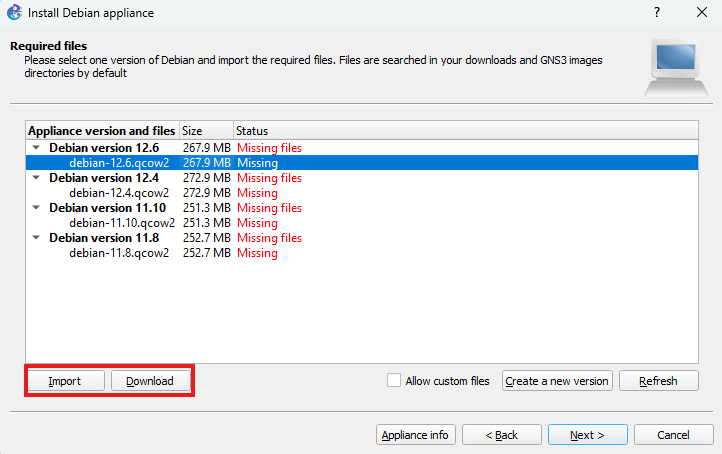 Install Debian appliance
?
Required files
Please select one version of Debian and import the required files. Files are searched in your downloads and GNS3 images
directories by default
Appliance version and files Size Status
Debian version 12.6 267.9 MB Missing files
debian-12.6.qcow2 267.9 MB Missing
Debian version 12.4 272.9 MB Missing files
debian-12.4.qcow2 272.9 MB Missing
Debian version 11.10 251.3 MB Missing files
debian-11.10.qcow2 251.3 MB Missing
Debian version 11.8 252.7 MB Missing files
debian-11.8.qcow2 252.7 MB Missing
Import Download Allow custom files Create a new version Refresh
Appliance info < Back Next > Cancel